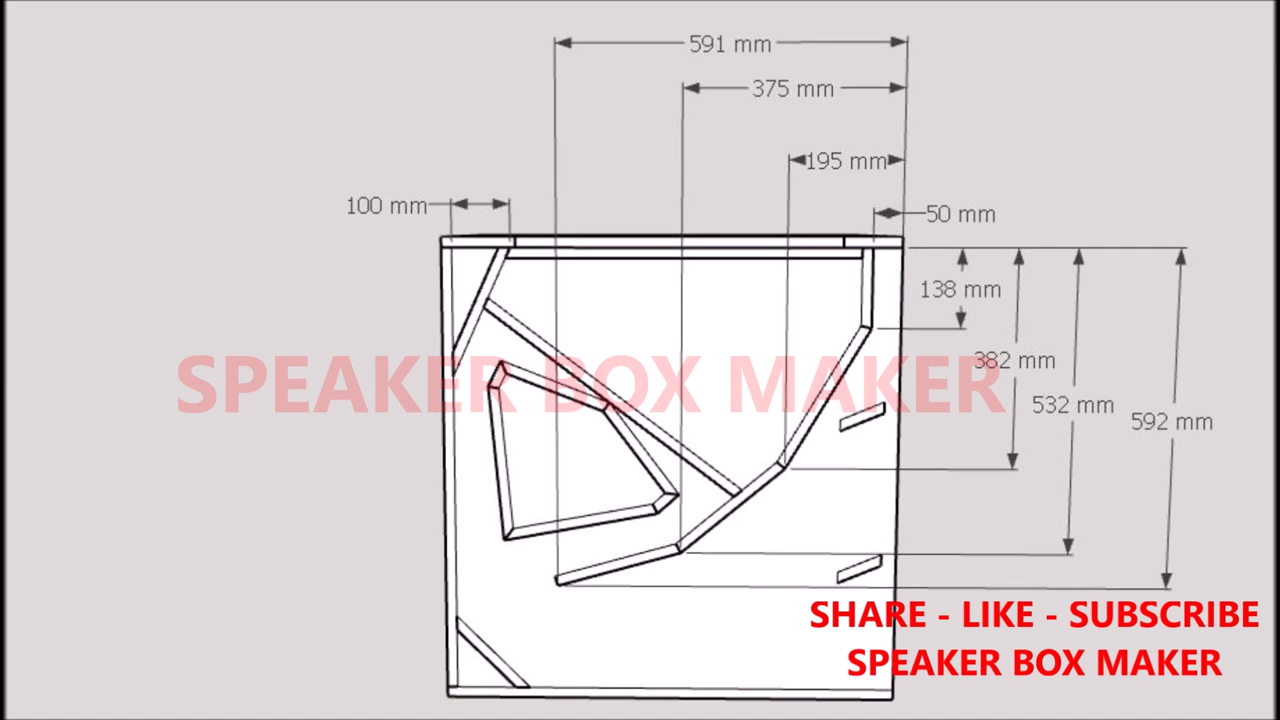 591 mm
375 mm
195 mm
100 mm
50 mm
138 mm
382 mm
532 mm
592 mm
SPEAKER BOX MAKER
SHARE - LIKE - SUBSCRIBE
SPEAKER BOX MAKER